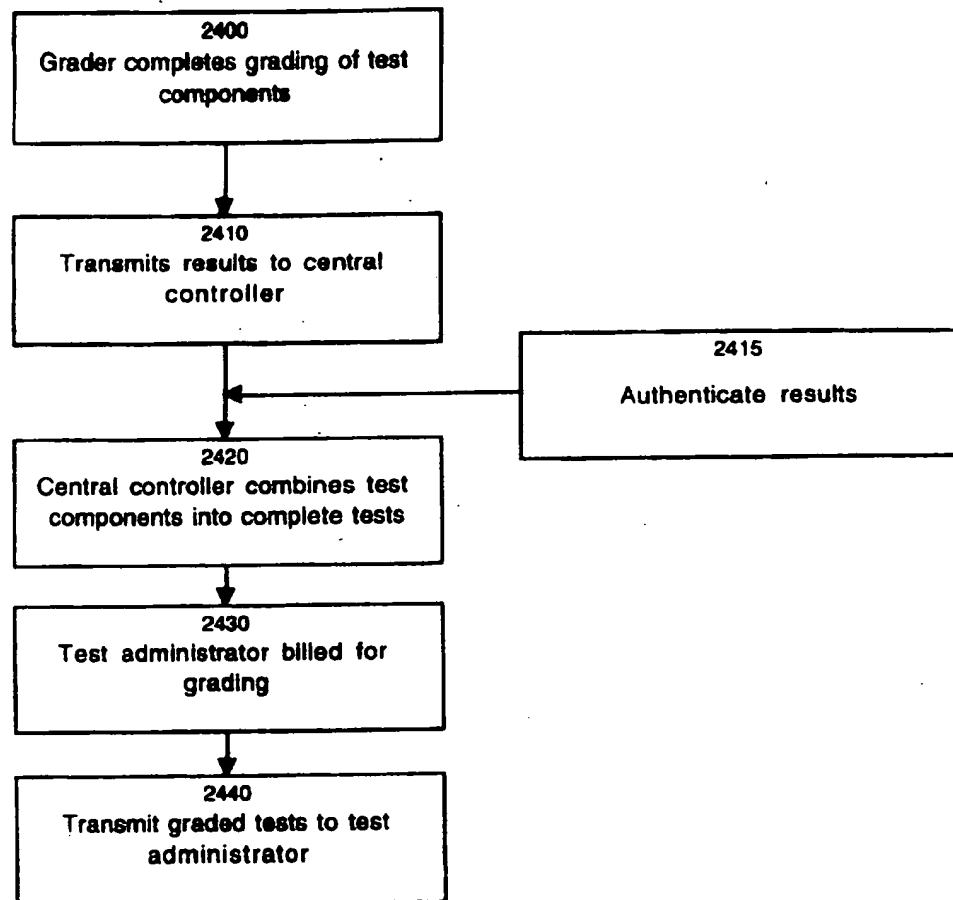 2400
Grader completes grading of test
components
2410
Transmits results to central
controller
2415
Authenticate results
2420
Central controller combines test
components into complete tests
2430
Test administrator billed for
grading
2440
Transmit graded tests to test
administrator